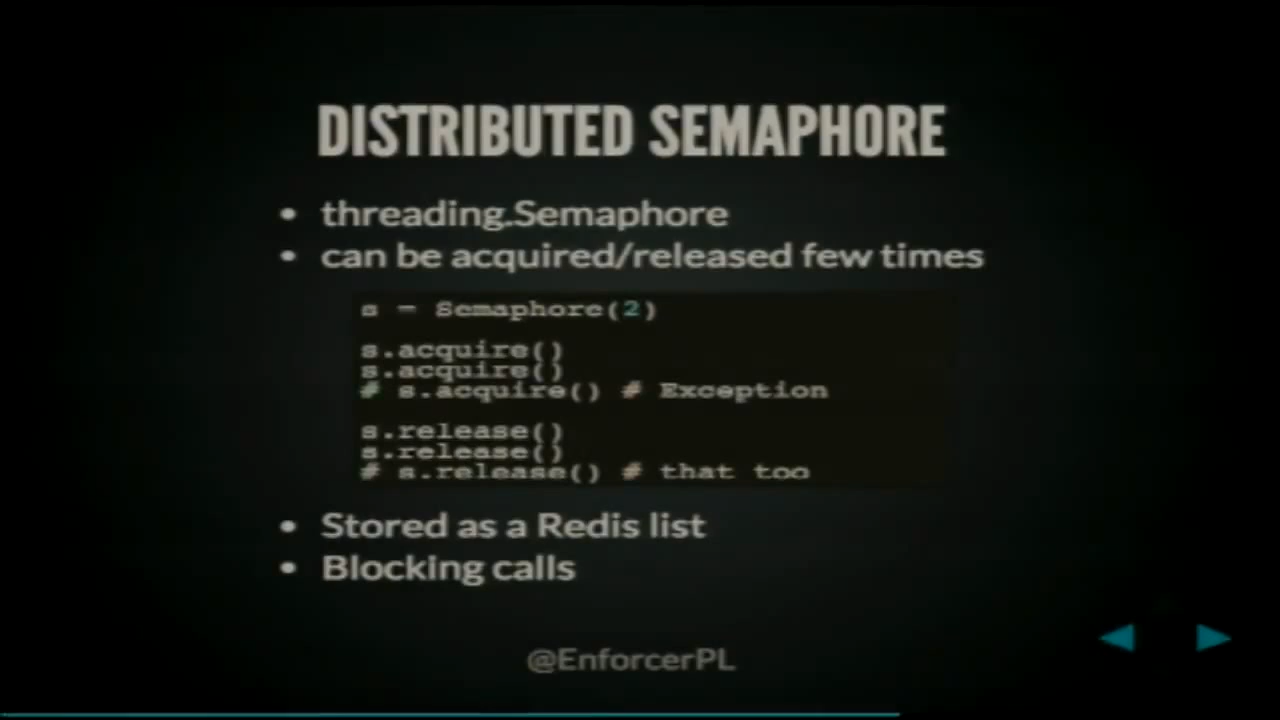 DISTRIBUTED SEMAPHORE
• threading.Semaphore
• can be acquired/released few times
s = Semaphore(2)
s.acquire()
s.acquire()
# s.acquire() # Exception
s.release()
s.release()
# s.release() # that too
• Stored as a Redis list
• Blocking calls
@EnforcerPL